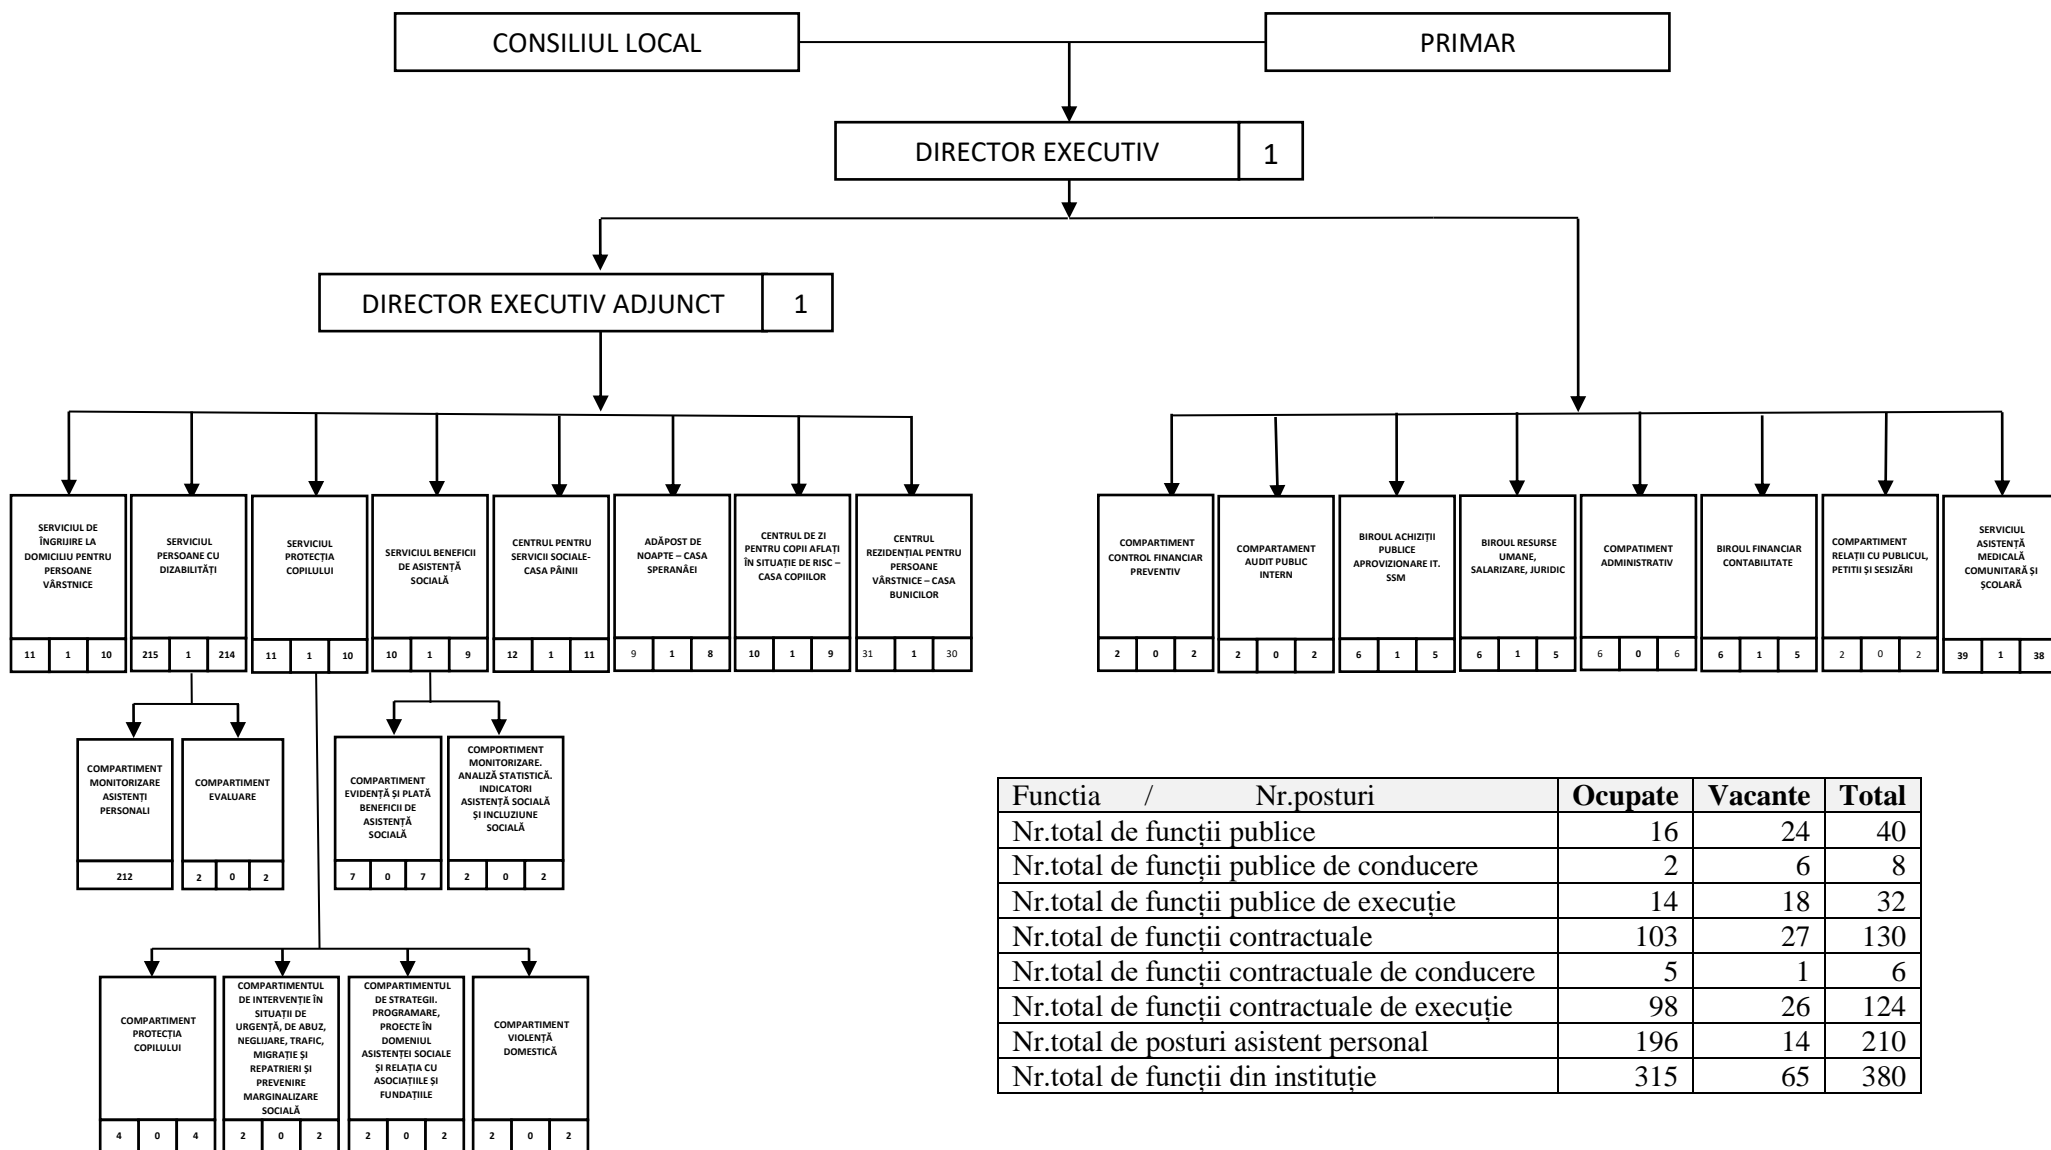 CONSILIUL LOCAL
PRIMAR
DIRECTOR EXECUTIV 1
DIRECTOR EXECUTIV ADJUNCT 1
SERVICIUL DE
ÎNGRIJIRE LA
DOMICILIU PENTRU
PERSOANE
VÂRSTNICE
11 1 10
SERVICIUL
PERSOANE CU
DIZABILITĂȚI
215 1 214
SERVICIUL
PROTECȚIA
COPILULUI
11 1 10
SERVICIUL BENEFICII
DE ASISTENȚĂ
SOCIALĂ
10 1 9
CENTRUL PENTRU
SERVICII SOCIALE-
CASA PÂINII
12 1 11
ADĂPOST DE
NOAPTE – CASA
SPERANÂEI
9 1 8
CENTRUL DE ZI
PENTRU COPII AFLAȚI
ÎN SITUAȚIE DE RISC –
CASA COPIILOR
10 1 9
CENTRUL
REZIDENȚIAL PENTRU
PERSOANE
VÂRSTNICE – CASA
BUNICILOR
31 1 30
COMPARTIMENT
CONTROL FINANCIAR
PREVENTIV
2 0 2
COMPARTAMENT
AUDIT PUBLIC
INTERN
2 0 2
BIROUL ACHIZIȚII
PUBLICE
APROVIZIONARE IT.
SSM
6 1 5
BIROUL RESURSE
UMANE,
SALARIZARE, JURIDIC
6 1 5
COMPATIMENT
ADMINISTRATIV
6 0 6
BIROUL FINANCIAR
CONTABILITATE
6 1 5
COMPARTIMENT
RELAȚII CU PUBLICUL,
PETITII ȘI SESIZĂRI
2 0 2
SERVICIUL
ASISTENȚĂ
MEDICALĂ
COMUNITARĂ ȘI
ȘCOLARĂ
39 1 38
COMPARTIMENT
MONITORIZARE
ASISTENȚI
PERSONALI
212
COMPARTIMENT
EVALUARE
2 0 2
COMPARTIMENT
EVIDENȚĂ ȘI PLATĂ
BENEFICII DE
ASISTENȚĂ
SOCIALĂ
7 0 7
COMPORTIMENT
MONITORIZARE.
ANALIZĂ STATISTICĂ.
INDICATORI
ASISTENȚĂ SOCIALĂ
ȘI INCLUZIUNE
SOCIALĂ
2 0 2
COMPARTIMENT
PROTECȚIA
COPILULUI
4 0 4
COMPARTIMENTUL
DE INTERVENȚIE ÎN
SITUAȚII DE
URGENȚĂ, DE ABUZ,
NEGLIJARE, TRAFIC,
MIGRAȚIE ȘI
REPATRIERI ȘI
PREVENIRE
MARGINALIZARE
SOCIALĂ
2 0 2
COMPARTIMENTUL
DE STRATEGII.
PROGRAMARE,
PROECTE ÎN
DOMENIUL
ASISTENȚEI SOCIALE
ȘI RELAȚIA CU
ASOCIAȚIILE ȘI
FUNDAȚIILE
2 0 2
COMPARTIMENT
VIOLENȚĂ
DOMESTICĂ
2 0 2
Functia / Nr.posturi Ocupate Vacante Total
Nr.total de funcții publice 16 24 40
Nr.total de funcții publice de conducere 2 6 8
Nr.total de funcții publice de execuție 14 18 32
Nr.total de funcții contractuale 103 27 130
Nr.total de funcții contractuale de conducere 5 1 6
Nr.total de funcții contractuale de execuție 98 26 124
Nr.total de posturi asistent personal 196 14 210
Nr.total de funcții din instituție 315 65 380